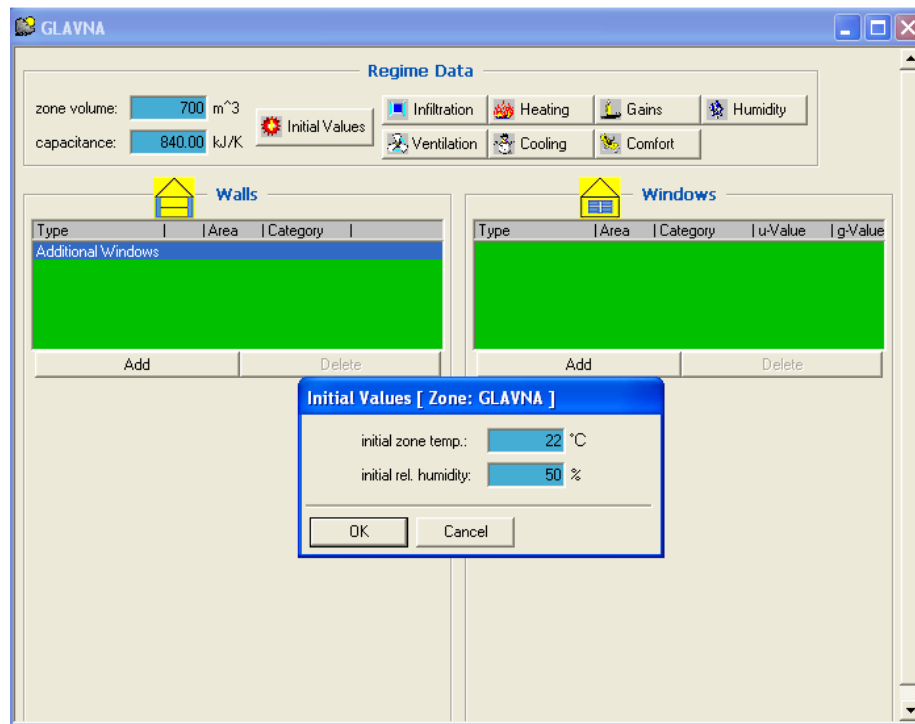 GLAVNA
Regime Data
zone volume: 700 m^3
capacitance: 840.00 kJ/K
Initial Values
Infiltration Heating Gains Humidity
Ventilation Cooling Comfort
Walls
Type | | Area | Category |
Additional Windows
Add Delete
Windows
Type | Area | Category | u-Value | g-Value
Add Delete
Initial Values [ Zone: GLAVNA ]
initial zone temp.: 22 °C
initial rel. humidity: 50 %
OK Cancel